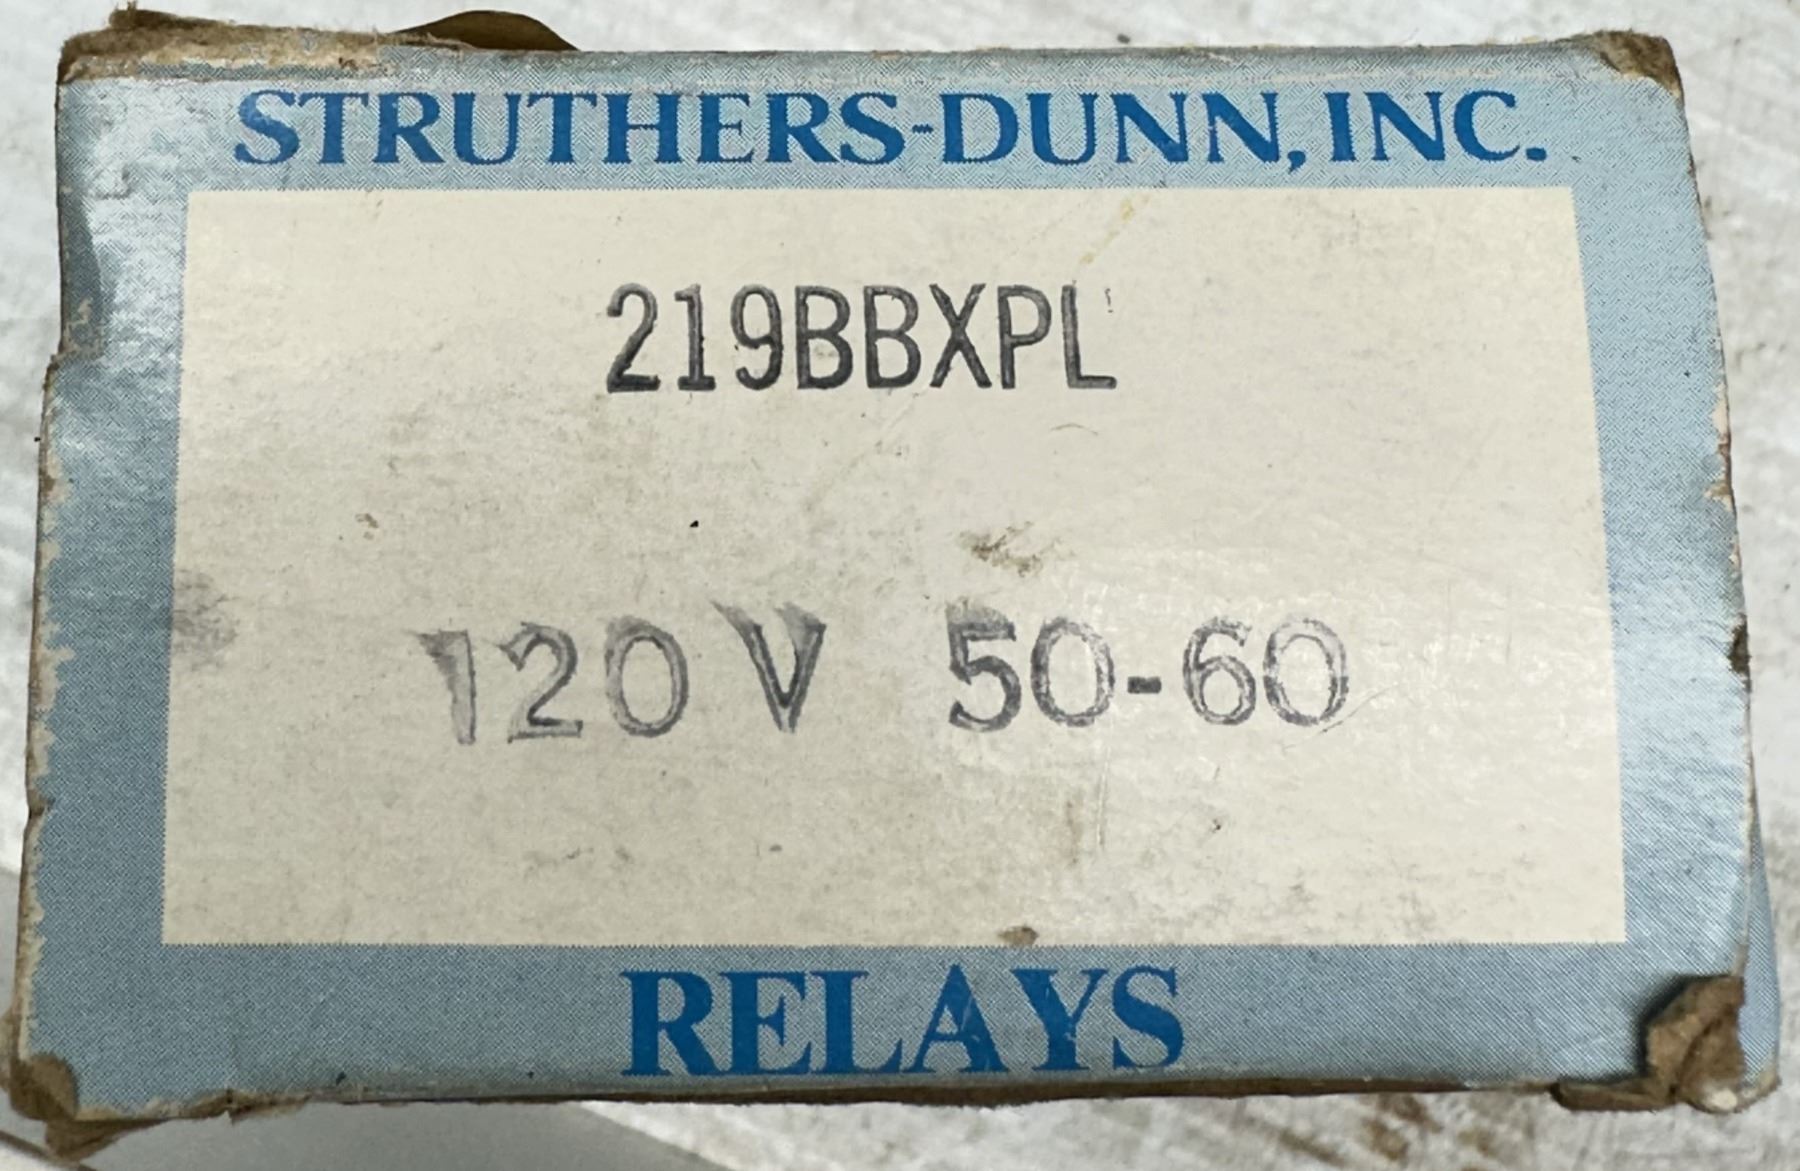 STRUTHERS-DUNN, INC.
219BBXPL
120 V 50-60
RELAYS